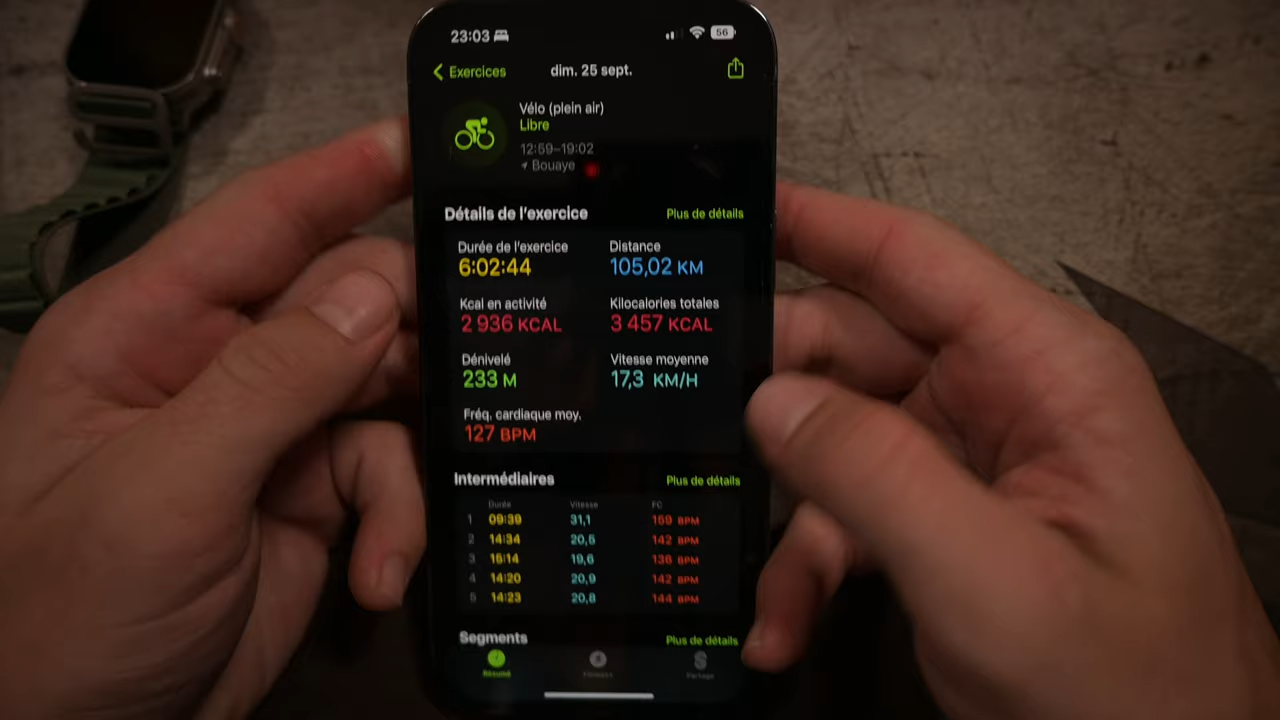 23:03
56
Exercices
dim. 25 sept.
Vélo (plein air)
Libre
12:59–19:02
Bouaye
Détails de l'exercice
Plus de détails
Durée de l'exercice
Distance
6:02:44
105,02 KM
Kcal en activité
Kilocalories totales
2 936 KCAL
3 457 KCAL
Dénivelé
Vitesse moyenne
233 M
17,3 KM/H
Fréq. cardiaque moy.
127 BPM
Intermédiaires
Plus de détails
Durée Vitesse FC
1 09:39 31,1 159 BPM
2 14:34 20,5 142 BPM
3 15:14 19,6 136 BPM
4 14:20 20,9 142 BPM
5 14:23 20,8 144 BPM
Segments
Plus de détails
Résumé
Fitness+
Partage